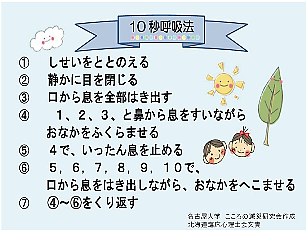 10秒呼吸法
① しせいをととのえる
② 静かに目を閉じる
③ 口から息を全部はき出す
④ 1、2、3、と鼻から息をすいながら
おなかをふくらませる
⑤ 4で、いったん息を止める
⑥ 5，6，7，8，9，10で、
口から息をはき出しながら、おなかをへこませる
⑦ ④～⑥をくり返す
名古屋大学 こころの減災研究会作成
北海道臨床心理士会